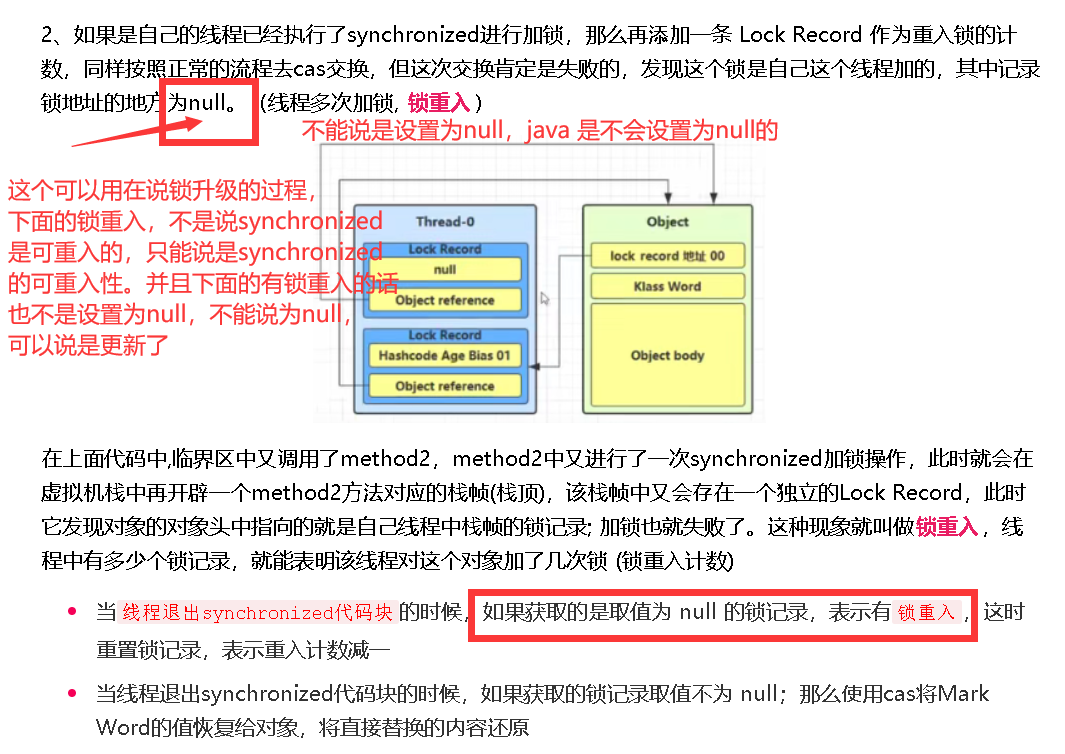 2、如果是自己的线程已经执行了synchronized进行加锁，那么再添加一条 Lock Record 作为重入锁的计
数，同样按照正常的流程去cas交换，但这次交换肯定是失败的，发现这个锁是自己这个线程加的，其中记录
锁地址的地方为null。 (线程多次加锁, 锁重入 )
不能说是设置为null，java 是不会设置为null的
这个可以用在说锁升级的过程，
下面的锁重入，不是说synchronized
是可重入的，只能说是synchronized
的可重入性。并且下面的有锁重入的话
也不是设置为null，不能说为null，
可以说是更新了
Thread-0
Lock Record
null
Object reference
Lock Record
Hashcode Age Bias 01
Object reference
Object
lock record 地址 00
Klass Word
Object body
在上面代码中,临界区中又调用了method2，method2中又进行了一次synchronized加锁操作，此时就会在
虚拟机栈中再开辟一个method2方法对应的栈帧(栈顶)，该栈帧中又会存在一个独立的Lock Record，此时
它发现对象的对象头中指向的就是自己线程中栈帧的锁记录; 加锁也就失败了。这种现象就叫做锁重入，线
程中有多少个锁记录，就能表明该线程对这个对象加了几次锁 (锁重入计数)
• 当 线程退出synchronized代码块 的时候，如果获取的是取值为 null 的锁记录，表示有 锁重入 ，这时
重置锁记录，表示重入计数减一
• 当线程退出synchronized代码块的时候，如果获取的锁记录取值不为 null；那么使用cas将Mark
Word的值恢复给对象，将直接替换的内容还原